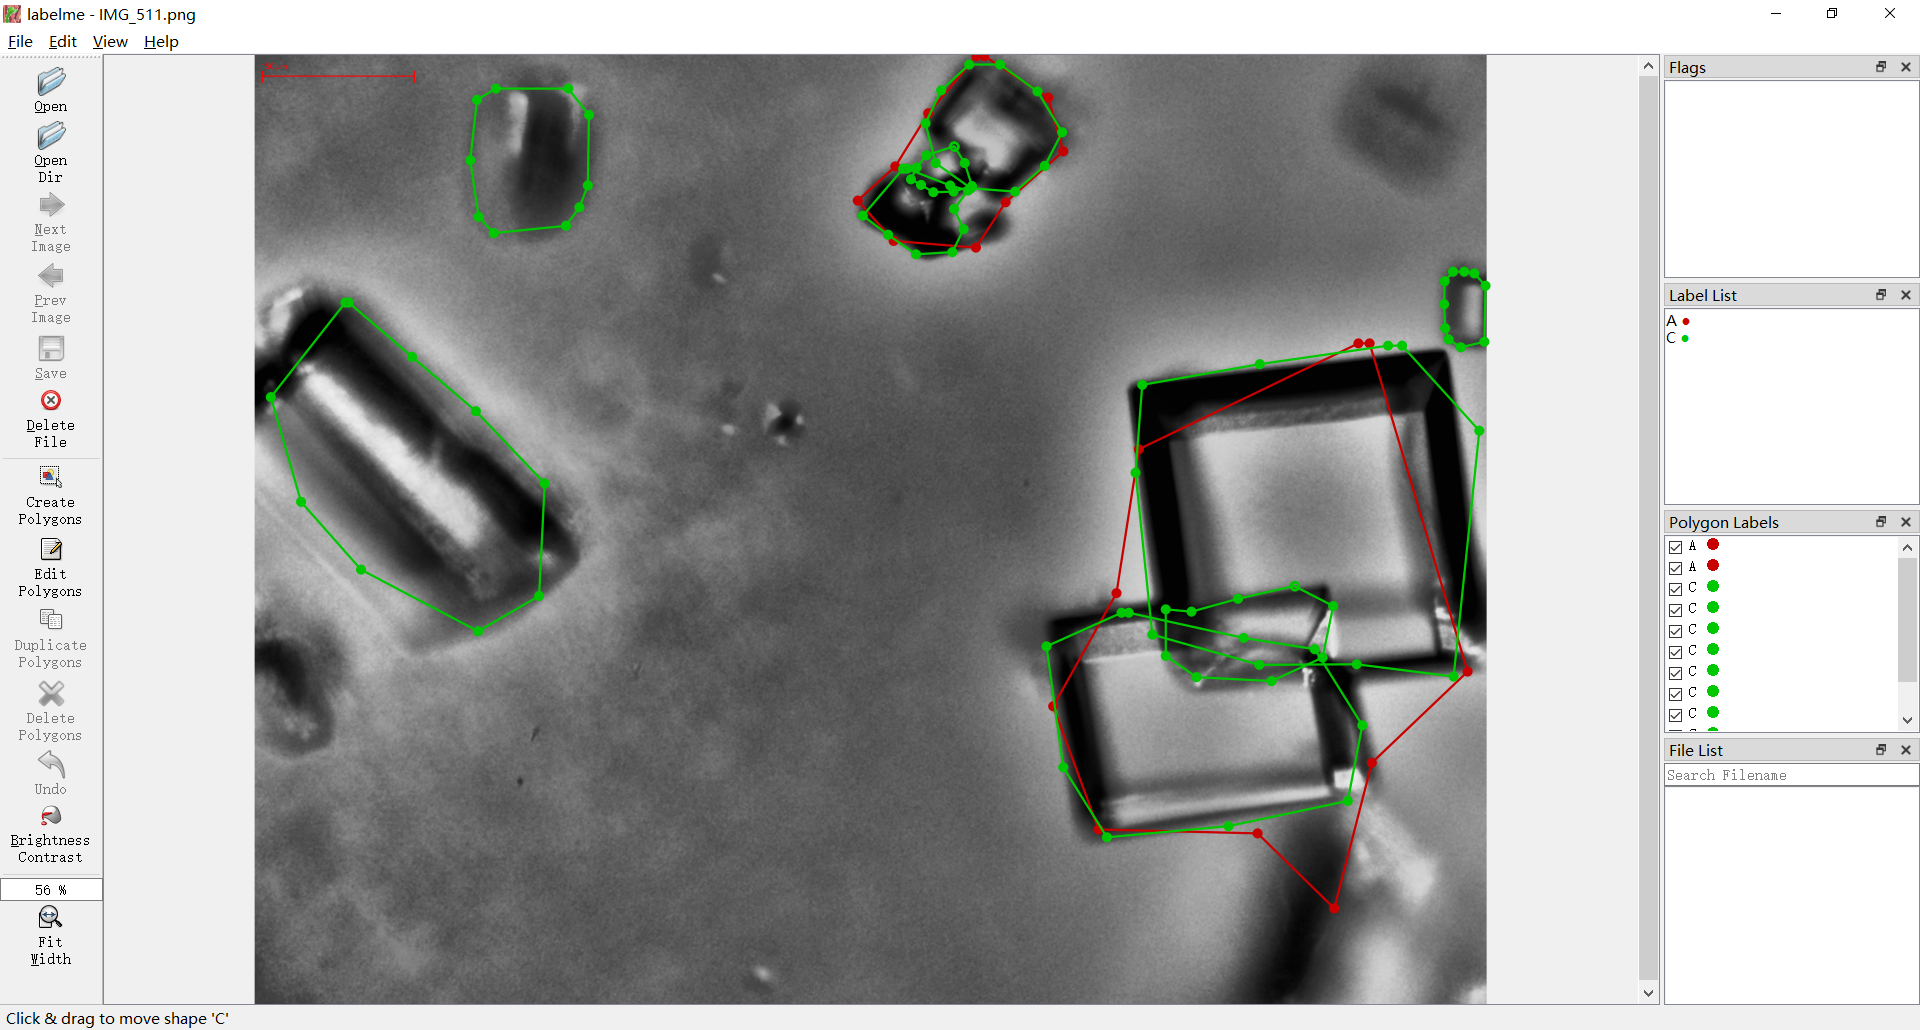 labelme - IMG_511.png
File Edit View Help
Open
Open
Dir
Next
Image
Prev
Image
Save
Delete
File
Create
Polygons
Edit
Polygons
Duplicate
Polygons
Delete
Polygons
Undo
Brightness
Contrast
56 %
Fit
Width
Flags
Label List
A
C
Polygon Labels
A
A
C
C
C
C
C
C
C
File List
Search Filename
Click & drag to move shape 'C'